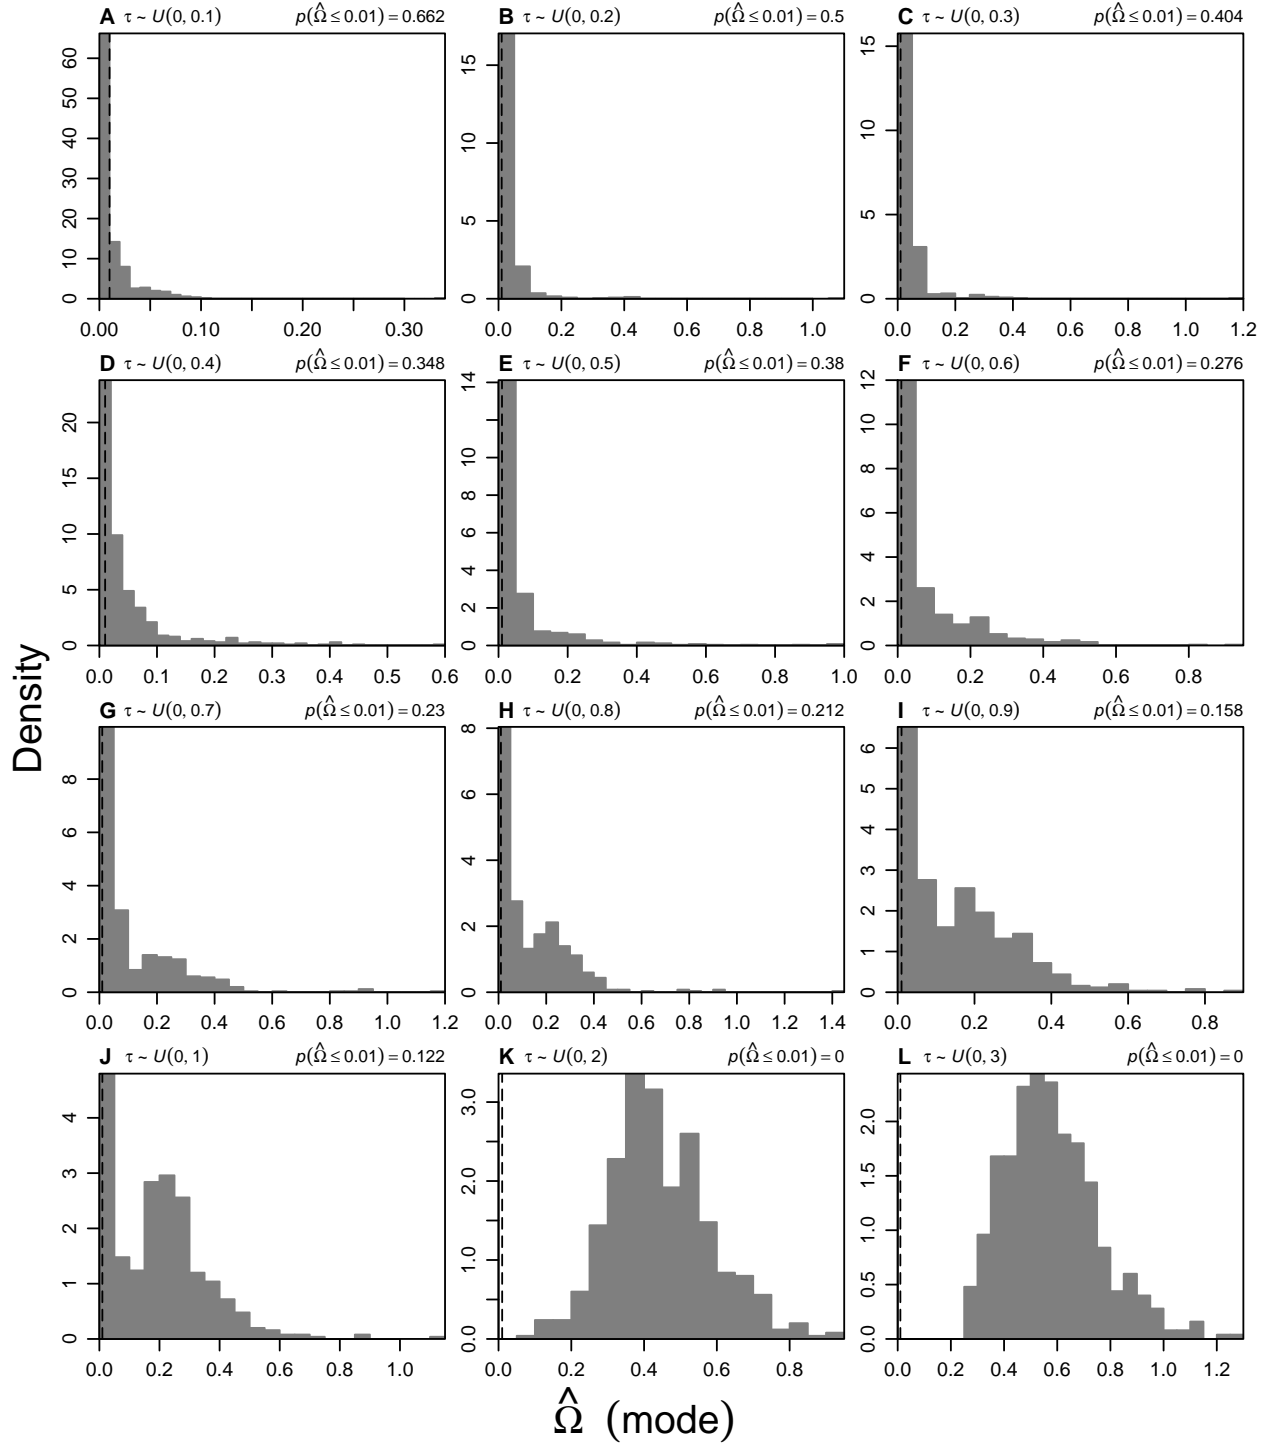 A τ ~ U(0, 0.1) p(Ω̂ ≤ 0.01) = 0.662
B τ ~ U(0, 0.2) p(Ω̂ ≤ 0.01) = 0.5
C τ ~ U(0, 0.3) p(Ω̂ ≤ 0.01) = 0.404
0 10 20 30 40 50 60
0 5 10 15
0 5 10 15
0.00 0.10 0.20 0.30
0.0 0.2 0.4 0.6 0.8 1.0
0.0 0.2 0.4 0.6 0.8 1.0 1.2
D τ ~ U(0, 0.4) p(Ω̂ ≤ 0.01) = 0.348
E τ ~ U(0, 0.5) p(Ω̂ ≤ 0.01) = 0.38
F τ ~ U(0, 0.6) p(Ω̂ ≤ 0.01) = 0.276
0 5 10 15 20
0 2 4 6 8 10 14
0 2 4 6 8 10 12
0.0 0.1 0.2 0.3 0.4 0.5 0.6
0.0 0.2 0.4 0.6 0.8 1.0
0.0 0.2 0.4 0.6 0.8
Density
G τ ~ U(0, 0.7) p(Ω̂ ≤ 0.01) = 0.23
H τ ~ U(0, 0.8) p(Ω̂ ≤ 0.01) = 0.212
I τ ~ U(0, 0.9) p(Ω̂ ≤ 0.01) = 0.158
0 2 4 6 8
0 2 4 6 8
0 1 2 3 4 5 6
0.0 0.2 0.4 0.6 0.8 1.0 1.2
0.0 0.2 0.4 0.6 0.8 1.0 1.2 1.4
0.0 0.2 0.4 0.6 0.8
J τ ~ U(0, 1) p(Ω̂ ≤ 0.01) = 0.122
K τ ~ U(0, 2) p(Ω̂ ≤ 0.01) = 0
L τ ~ U(0, 3) p(Ω̂ ≤ 0.01) = 0
0 1 2 3 4
0.0 1.0 2.0 3.0
0.0 0.5 1.0 1.5 2.0
0.0 0.2 0.4 0.6 0.8 1.0
0.2 0.4 0.6 0.8
0.0 0.2 0.4 0.6 0.8 1.0 1.2
Ω̂ (mode)